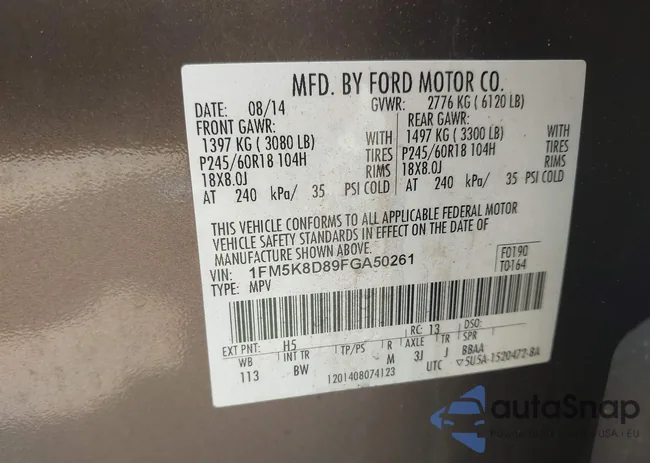 MFD. BY FORD MOTOR CO.
DATE: 08/14 GVWR: 2776 KG ( 6120 LB)
FRONT GAWR: REAR GAWR:
1397 KG ( 3080 LB) WITH 1497 KG ( 3300 LB) WITH
P245/60R18 104H TIRES P245/60R18 104H TIRES
18X8.0J RIMS 18X8.0J RIMS
AT 240 kPa/ 35 PSI COLD AT 240 kPa/ 35 PSI COLD
THIS VEHICLE CONFORMS TO ALL APPLICABLE FEDERAL MOTOR
VEHICLE SAFETY STANDARDS IN EFFECT ON THE DATE OF
MANUFACTURE SHOWN ABOVE.
VIN: 1FM5K8D89FGA50261 F0190
TYPE: MPV T0164
EXT PNT: H5 RC: 13 DSO:
WB INT TR TP/PS R AXLE TR SPR
113 BW M 3J J BBAA
1201408074123 UTC ▽5U5A-1520472-BA
autoSnap